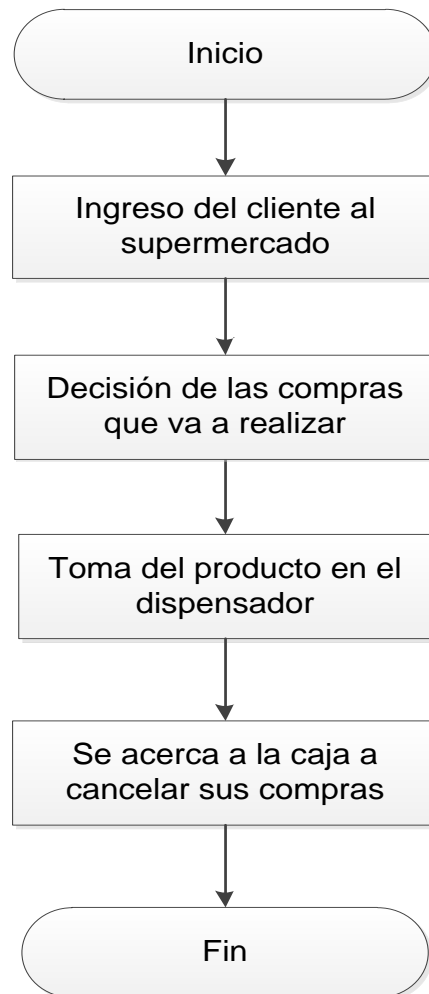 Inicio
Ingreso del cliente al
supermercado
Decisión de las compras
que va a realizar
Toma del producto en el
dispensador
Se acerca a la caja a
cancelar sus compras
Fin